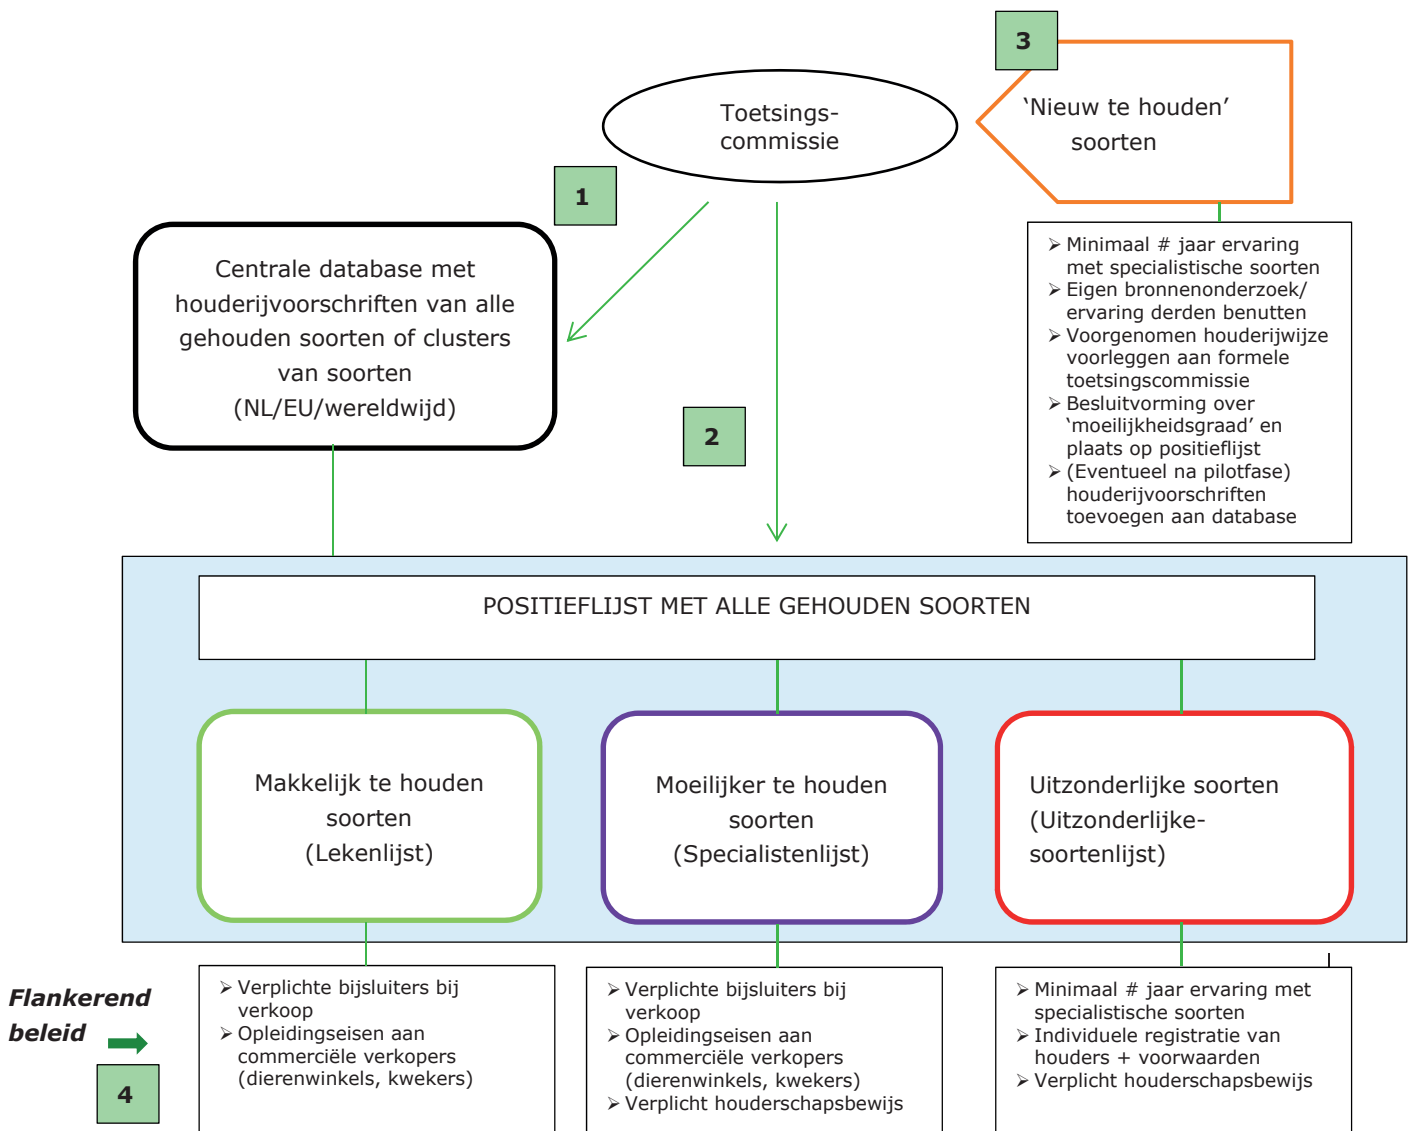 3
Toetsings-
commissie
‘Nieuw te houden’
soorten
1
Centrale database met
houderijvoorschriften van alle
gehouden soorten of clusters
van soorten
(NL/EU/wereldwijd)
➢ Minimaal # jaar ervaring
met specialistische soorten
➢ Eigen bronnenonderzoek/
ervaring derden benutten
➢ Voorgenomen houderijwijze
voorleggen aan formele
toetsingscommissie
➢ Besluitvorming over
‘moeilijkheidsgraad’ en
plaats op positieflijst
➢ (Eventueel na pilotfase)
houderijvoorschriften
toevoegen aan database
2
POSITIEFLIJST MET ALLE GEHOUDEN SOORTEN
Makkelijk te houden
soorten
(Lekenlijst)
Moeilijker te houden
soorten
(Specialistenlijst)
Uitzonderlijke soorten
(Uitzonderlijke-
soortenlijst)
Flankerend
beleid
4
➢ Verplichte bijsluiters bij
verkoop
➢ Opleidingseisen aan
commerciële verkopers
(dierenwinkels, kwekers)
➢ Verplichte bijsluiters bij
verkoop
➢ Opleidingseisen aan
commerciële verkopers
(dierenwinkels, kwekers)
➢ Verplicht houderschapsbewijs
➢ Minimaal # jaar ervaring met
specialistische soorten
➢ Individuele registratie van
houders + voorwaarden
➢ Verplicht houderschapsbewijs